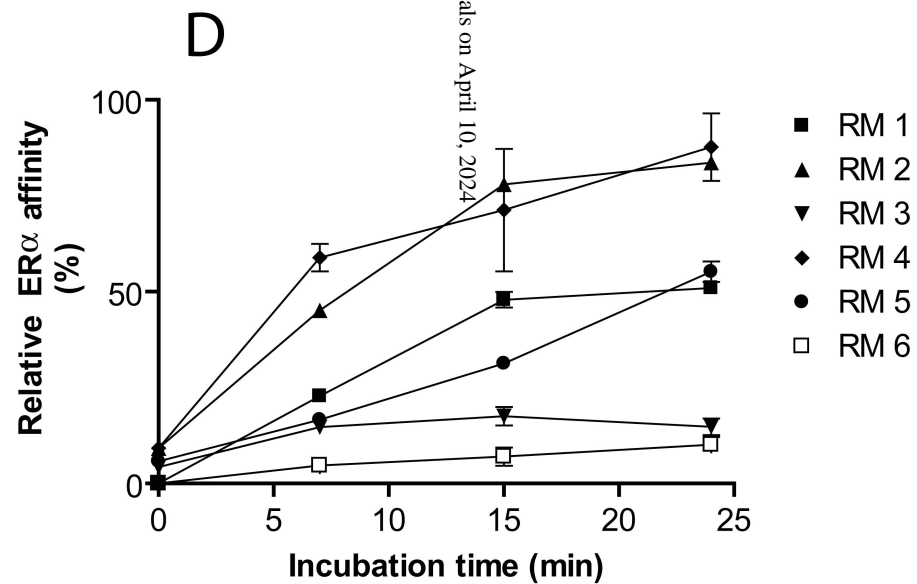 D
als on April 10, 2024
100
50
0
Relative ERα affinity
(%)
0 5 10 15 20 25
Incubation time (min)
RM 1
RM 2
RM 3
RM 4
RM 5
RM 6